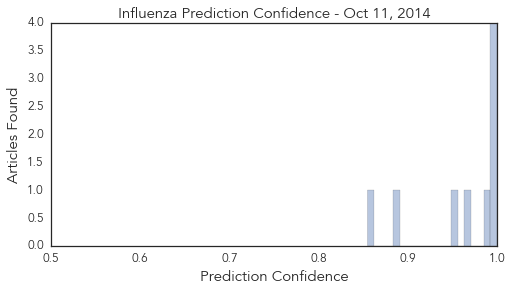 Influenza Prediction Confidence - Oct 11, 2014
Articles Found
4.0
3.5
3.0
2.5
2.0
1.5
1.0
0.5
0.0
0.5 0.6 0.7 0.8 0.9 1.0
Prediction Confidence